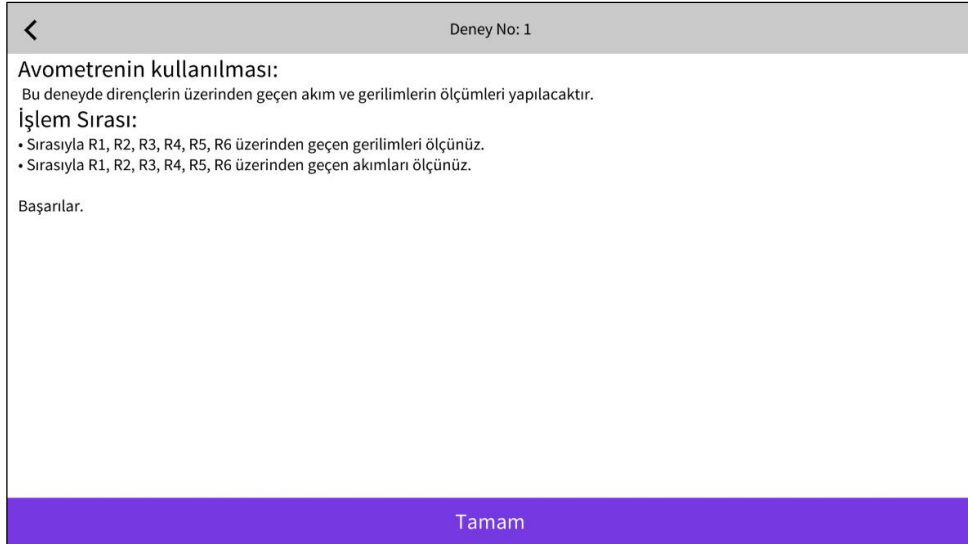 Deney No: 1
Avometrenin kullanılması:
Bu deneyde dirençlerin üzerinden geçen akım ve gerilimlerin ölçümleri yapılacaktır.
İşlem Sırası:
• Sırasıyla R1, R2, R3, R4, R5, R6 üzerinden geçen gerilimleri ölçünüz.
• Sırasıyla R1, R2, R3, R4, R5, R6 üzerinden geçen akımları ölçünüz.
Başarılar.
Tamam